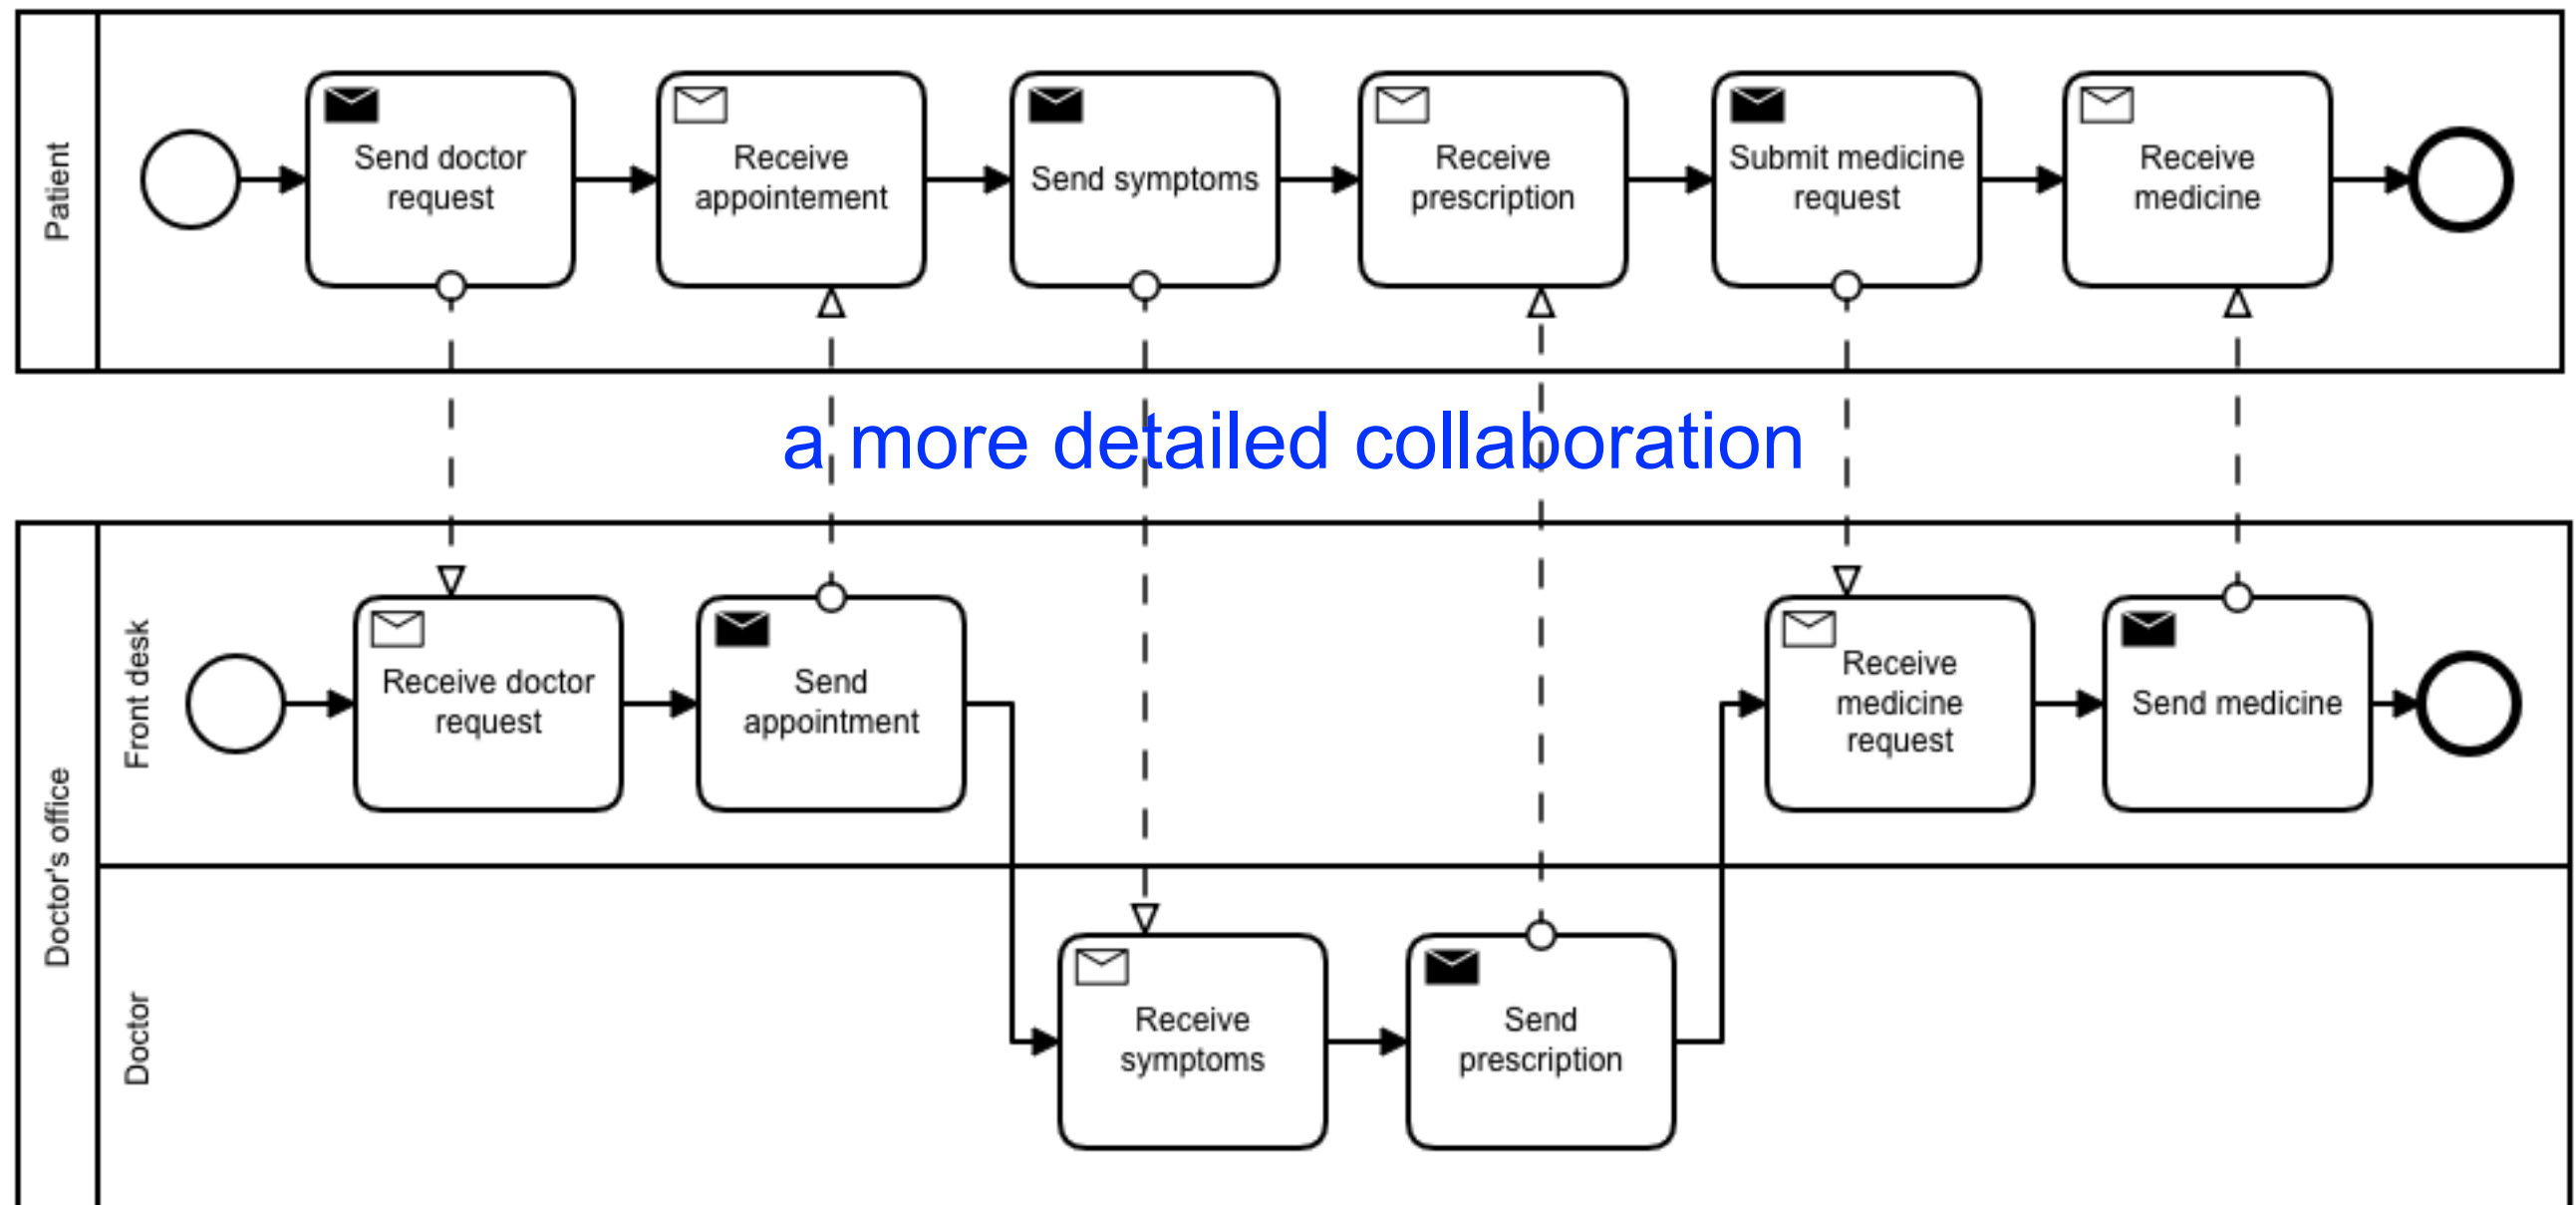 Patient
Send doctor
request
Receive
appointement
Send symptoms
Receive
prescription
Submit medicine
request
Receive
medicine
a more detailed collaboration
Doctor's office
Front desk
Receive doctor
request
Send
appointment
Receive
medicine
request
Send medicine
Doctor
Receive
symptoms
Send
prescription